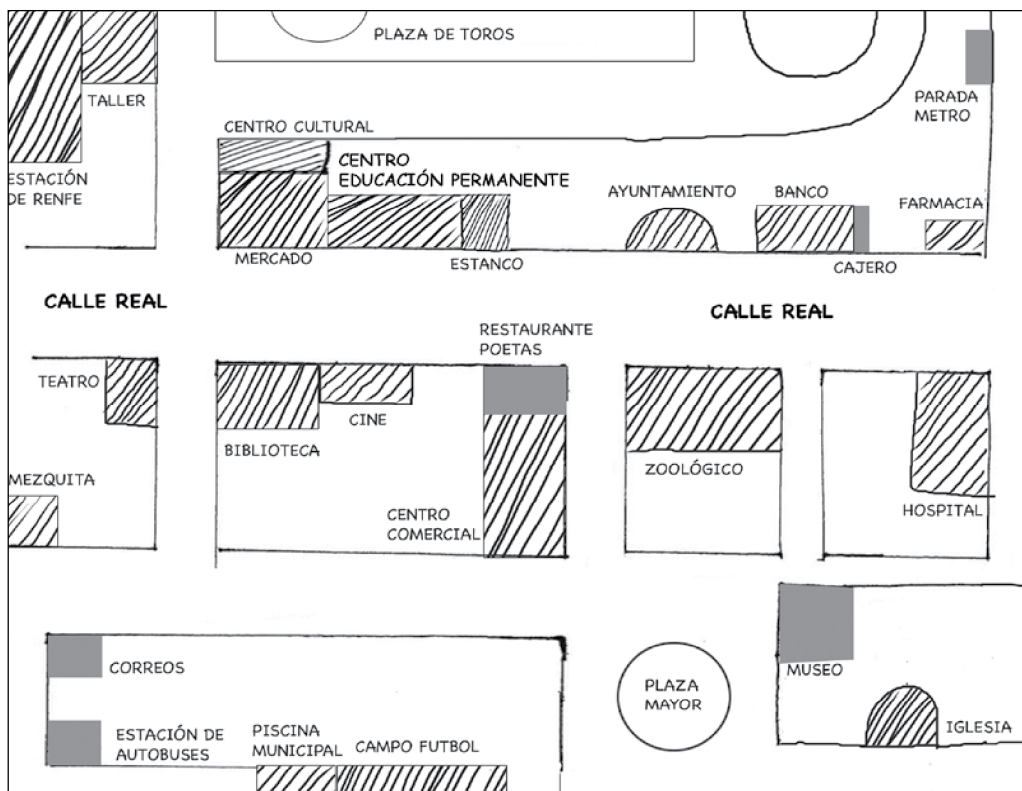 PLAZA DE TOROS
TALLER
PARADA
METRO
CENTRO CULTURAL
CENTRO
EDUCACIÓN PERMANENTE
ESTACIÓN
DE RENFE
AYUNTAMIENTO
BANCO
FARMACIA
MERCADO
ESTANCO
CAJERO
CALLE REAL
CALLE REAL
RESTAURANTE
POETAS
TEATRO
CINE
BIBLIOTECA
ZOOLÓGICO
MEZQUITA
CENTRO
COMERCIAL
HOSPITAL
CORREOS
MUSEO
PLAZA
MAYOR
ESTACIÓN DE
AUTOBUSES
PISCINA
MUNICIPAL
CAMPO FUTBOL
IGLESIA